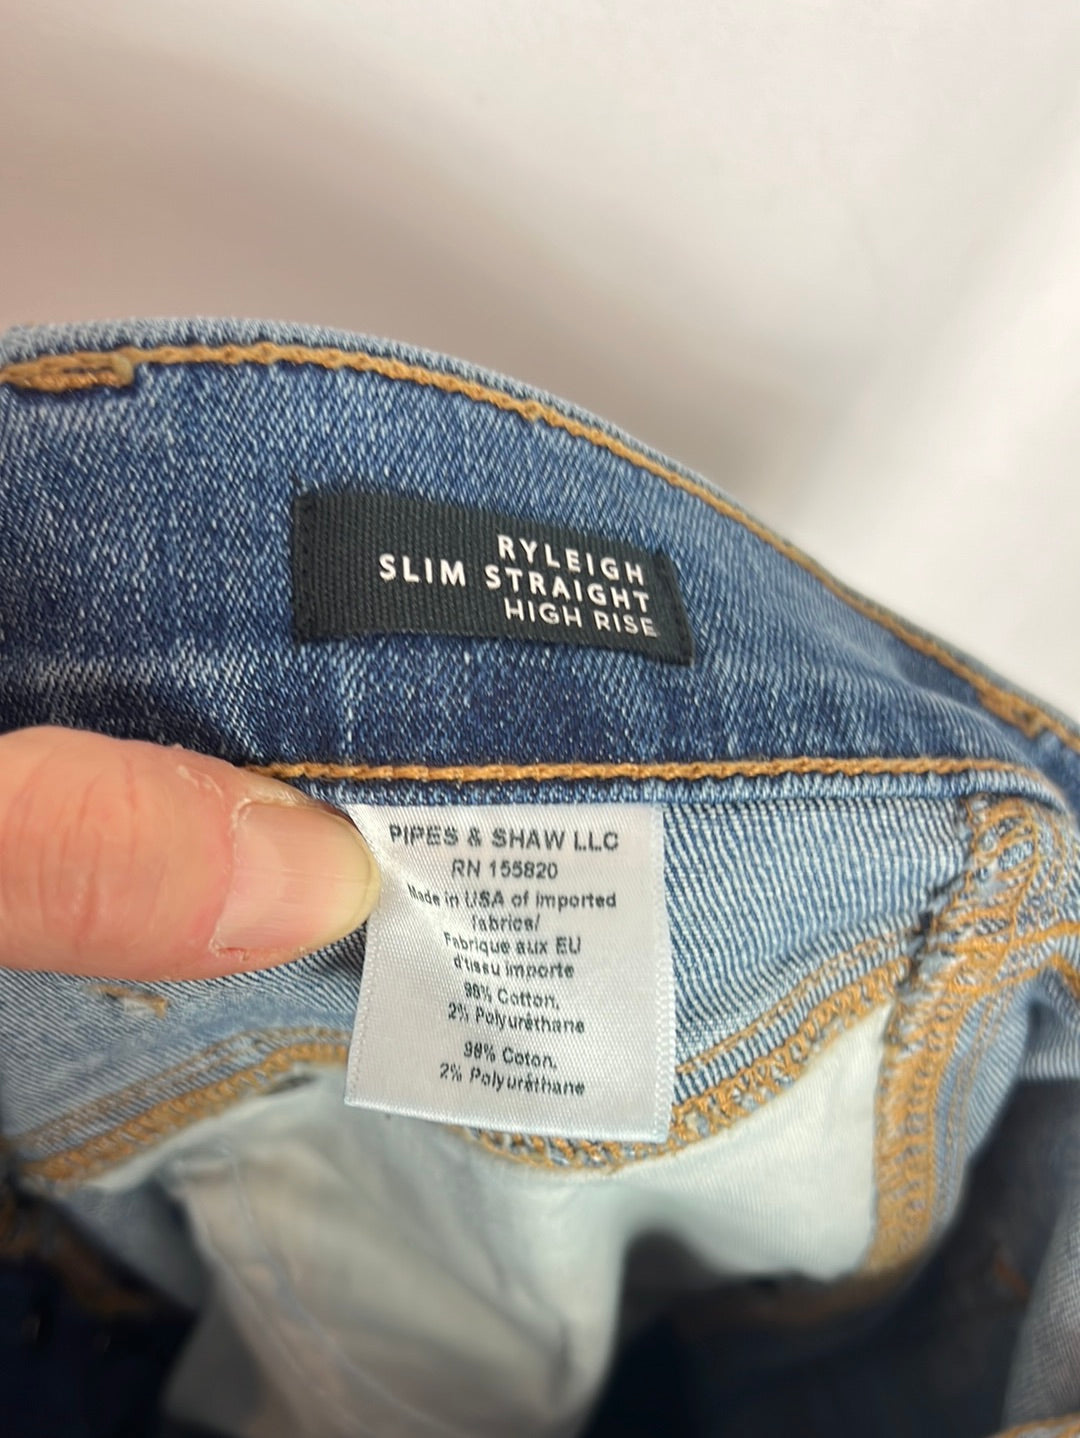 RYLEIGH
SLIM STRAIGHT
HIGH RISE
PIPES & SHAW LLC
RN 155820
Made in USA of Imported
fabrics/
Fabrique aux EU
d'tissu importe
98% Cotton,
2% Polyuréthane
98% Coton,
2% Polyuréthane